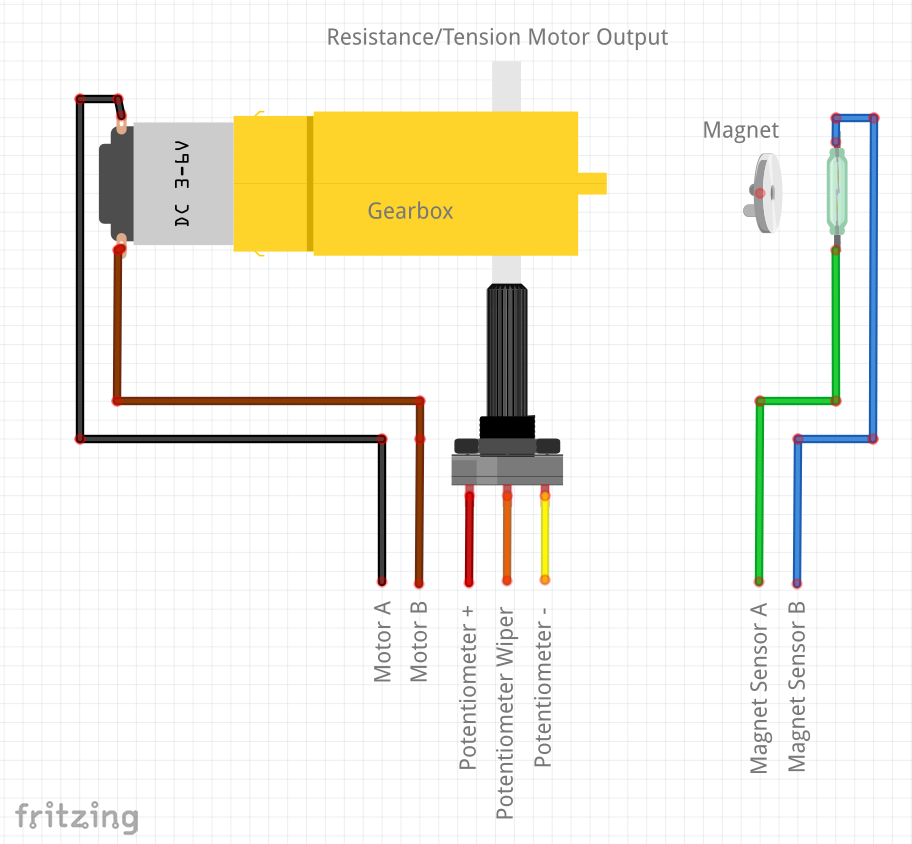 Resistance/Tension Motor Output
Magnet
DC 3-6V
Gearbox
Motor A
Motor B
Potentiometer +
Potentiometer Wiper
Potentiometer -
Magnet Sensor A
Magnet Sensor B
fritzing